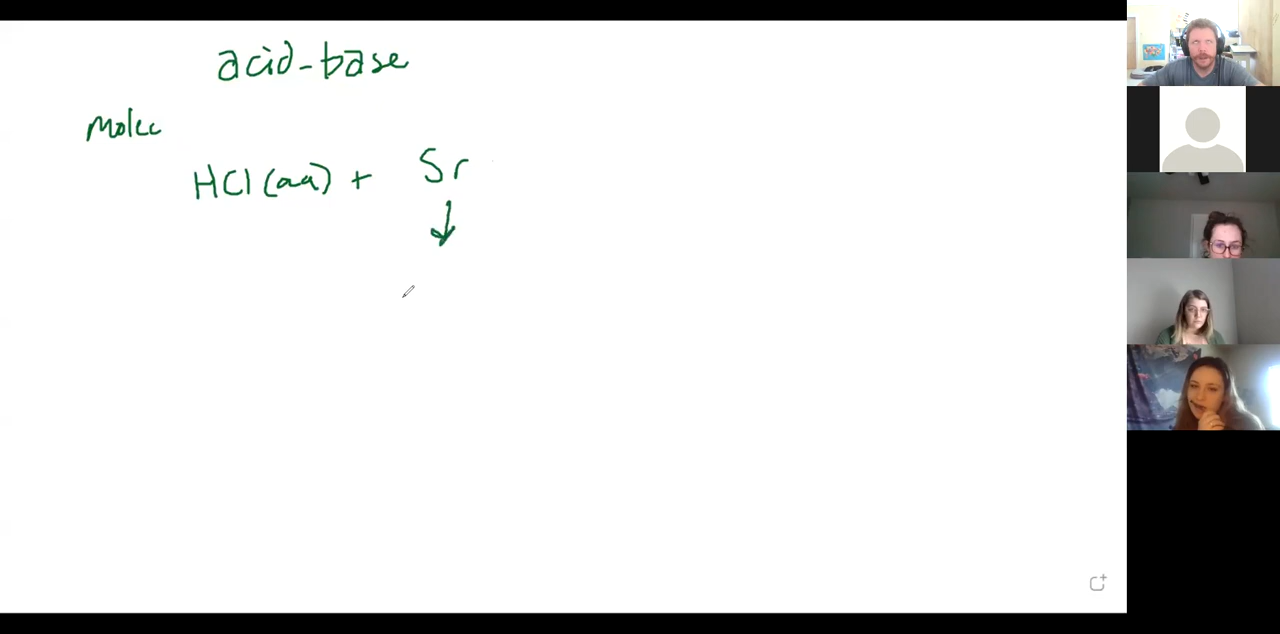 acid-base
Molec
HCl (aq) + Sr
↓